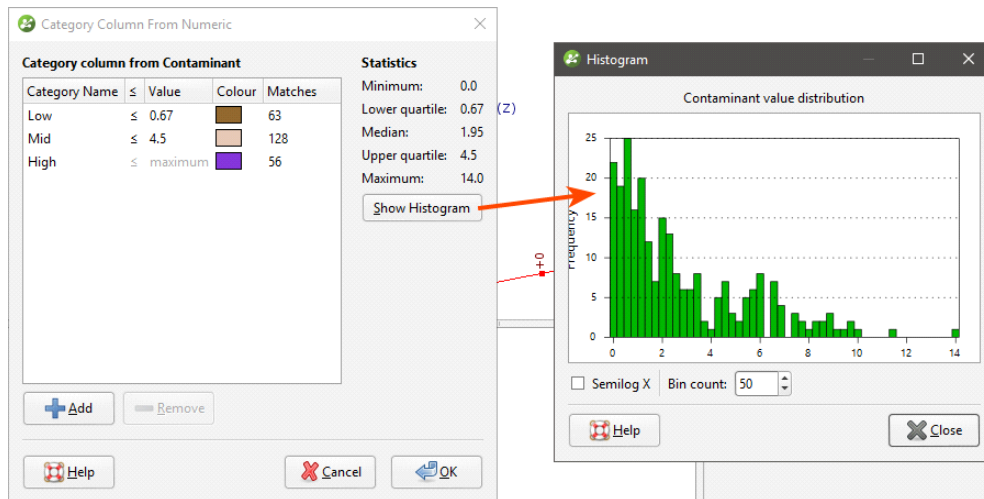 Category Column From Numeric
Category column from Contaminant
Category Name ≤ Value Colour Matches
Low ≤ 0.67 63
Mid ≤ 4.5 128
High ≤ maximum 56
Add
Remove
Help
Cancel
OK
Statistics
Minimum: 0.0
Lower quartile: 0.67
Median: 1.95
Upper quartile: 4.5
Maximum: 14.0
Show Histogram
(Z)
+0
Histogram
Contaminant value distribution
Frequency
25
20
15
10
5
0
0 2 4 6 8 10 12 14
Semilog X Bin count: 50
Help
Close